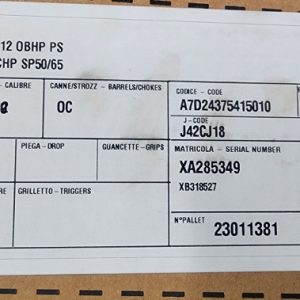 12 OBHP PS
CHP SP50/65
- CALIBRE
CANNE/STROZZ - BARRELS/CHOKES
OC
CODICE - CODE
A7D24375415010
J-CODE
J42CJ18
PIEGA-DROP
GUANCETTE-GRIPS
MATRICOLA - SERIAL NUMBER
XA285349
XB318527
RE
GRILLETTO-TRIGGERS
N°PALLET
23011381